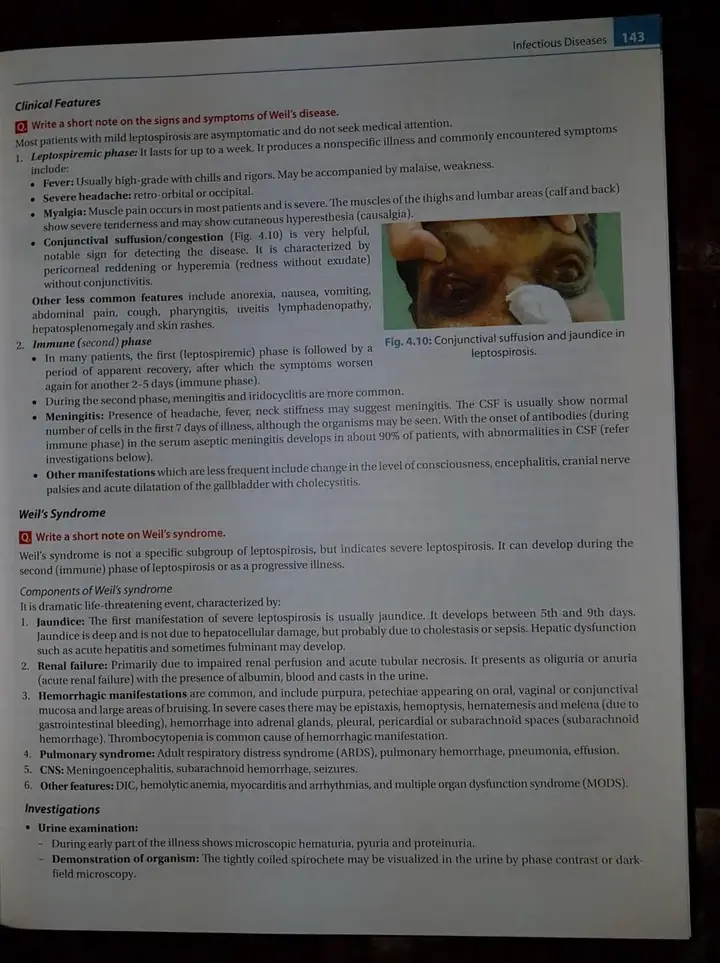 Infectious Diseases 143
Clinical Features
Q. Write a short note on the signs and symptoms of Weil's disease.
Most patients with mild leptospirosis are asymptomatic and do not seek medical attention.
1. Leptospiremic phase: It lasts for up to a week. It produces a nonspecific illness and commonly encountered symptoms
include:
• Fever: Usually high-grade with chills and rigors. May be accompanied by malaise, weakness.
• Severe headache: retro-orbital or occipital.
• Myalgia: Muscle pain occurs in most patients and is severe. The muscles of the thighs and lumbar areas (calf and back)
show severe tenderness and may show cutaneous hyperesthesia (causalgia).
• Conjunctival suffusion/congestion (Fig. 4.10) is very helpful,
notable sign for detecting the disease. It is characterized by
pericorneal reddening or hyperemia (redness without exudate)
without conjunctivitis.
Other less common features include anorexia, nausea, vomiting,
abdominal pain, cough, pharyngitis, uveitis lymphadenopathy,
hepatosplenomegaly and skin rashes.
Fig. 4.10: Conjunctival suffusion and jaundice in
leptospirosis.
2. Immune (second) phase
• In many patients, the first (leptospiremic) phase is followed by a
period of apparent recovery, after which the symptoms worsen
again for another 2-5 days (immune phase).
• During the second phase, meningitis and iridocyclitis are more common.
• Meningitis: Presence of headache, fever, neck stiffness may suggest meningitis. The CSF is usually show normal
number of cells in the first 7 days of illness, although the organisms may be seen. With the onset of antibodies (during
immune phase) in the serum aseptic meningitis develops in about 90% of patients, with abnormalities in CSF (refer
investigations below).
• Other manifestations which are less frequent include change in the level of consciousness, encephalitis, cranial nerve
palsies and acute dilatation of the gallbladder with cholecystitis.
Weil's Syndrome
Q. Write a short note on Weil's syndrome.
Weil's syndrome is not a specific subgroup of leptospirosis, but indicates severe leptospirosis. It can develop during the
second (immune) phase of leptospirosis or as a progressive illness.
Components of Weil's syndrome
It is dramatic life-threatening event, characterized by:
1. Jaundice: The first manifestation of severe leptospirosis is usually jaundice. It develops between 5th and 9th days.
Jaundice is deep and is not due to hepatocellular damage, but probably due to cholestasis or sepsis. Hepatic dysfunction
such as acute hepatitis and sometimes fulminant may develop.
2. Renal failure: Primarily due to impaired renal perfusion and acute tubular necrosis. It presents as oliguria or anuria
(acute renal failure) with the presence of albumin, blood and casts in the urine.
3. Hemorrhagic manifestations are common, and include purpura, petechiae appearing on oral, vaginal or conjunctival
mucosa and large areas of bruising. In severe cases there may be epistaxis, hemoptysis, hematemesis and melena (due to
gastrointestinal bleeding), hemorrhage into adrenal glands, pleural, pericardial or subarachnoid spaces (subarachnoid
hemorrhage). Thrombocytopenia is common cause of hemorrhagic manifestation.
4. Pulmonary syndrome: Adult respiratory distress syndrome (ARDS), pulmonary hemorrhage, pneumonia, effusion.
5. CNS: Meningoencephalitis, subarachnoid hemorrhage, seizures.
6. Other features: DIC, hemolytic anemia, myocarditis and arrhythmias, and multiple organ dysfunction syndrome (MODS).
Investigations
• Urine examination:
– During early part of the illness shows microscopic hematuria, pyuria and proteinuria.
– Demonstration of organism: The tightly coiled spirochete may be visualized in the urine by phase contrast or dark-
field microscopy.